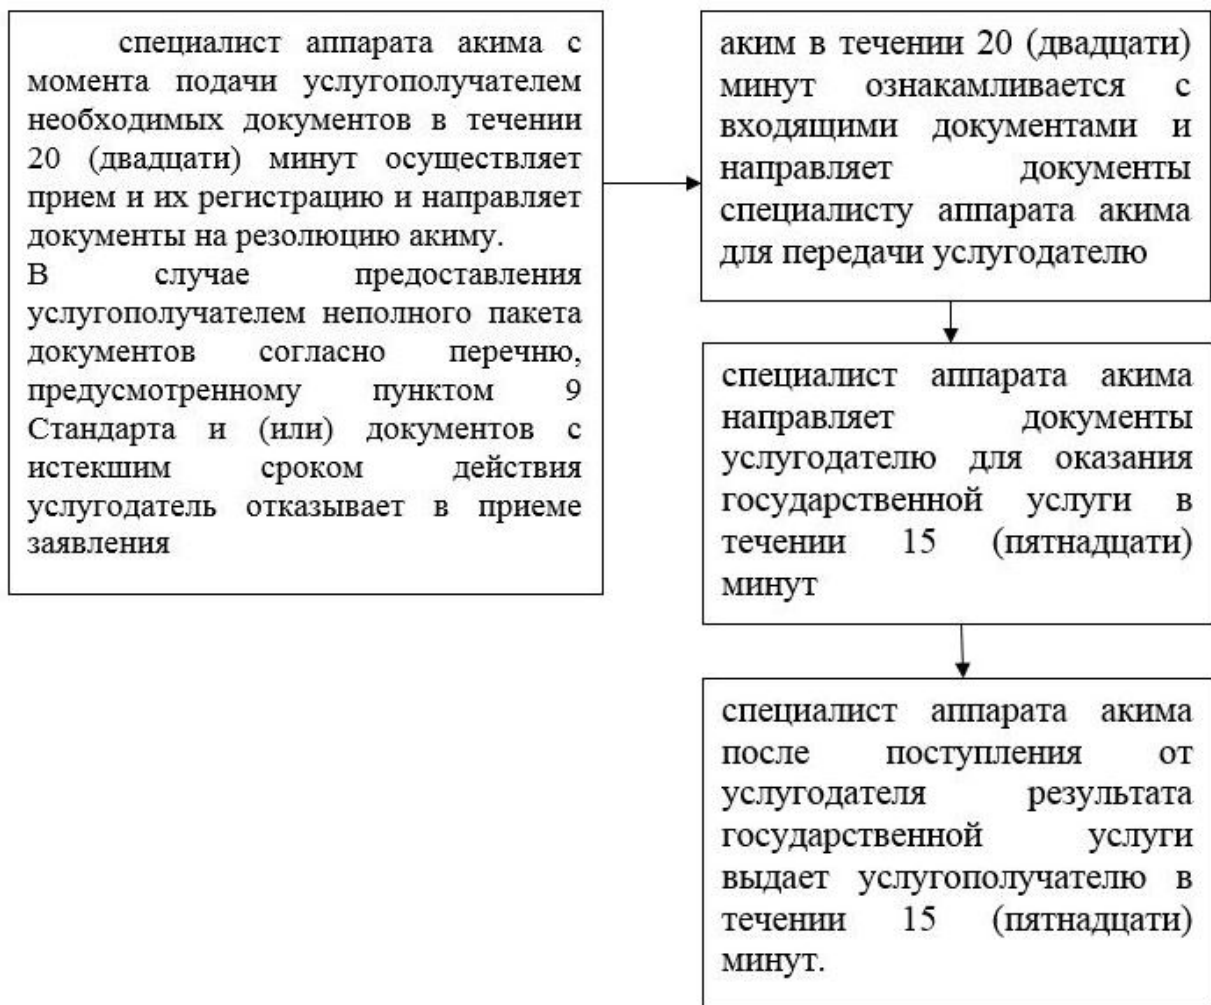 специалист аппарата акима с
момента подачи услугополучателем
необходимых документов в течении
20 (двадцати) минут осуществляет
прием и их регистрацию и направляет
документы на резолюцию акиму.
В случае предоставления
услугополучателем неполного пакета
документов согласно перечню,
предусмотренному пунктом 9
Стандарта и (или) документов с
истекшим сроком действия
услугодатель отказывает в приеме
заявления
аким в течении 20 (двадцати)
минут ознакамливается с
входящими документами и
направляет документы
специалисту аппарата акима
для передачи услугодателю
специалист аппарата акима
направляет документы
услугодателю для оказания
государственной услуги в
течении 15 (пятнадцати)
минут
специалист аппарата акима
после поступления от
услугодателя результата
государственной услуги
выдает услугополучателю в
течении 15 (пятнадцати)
минут.